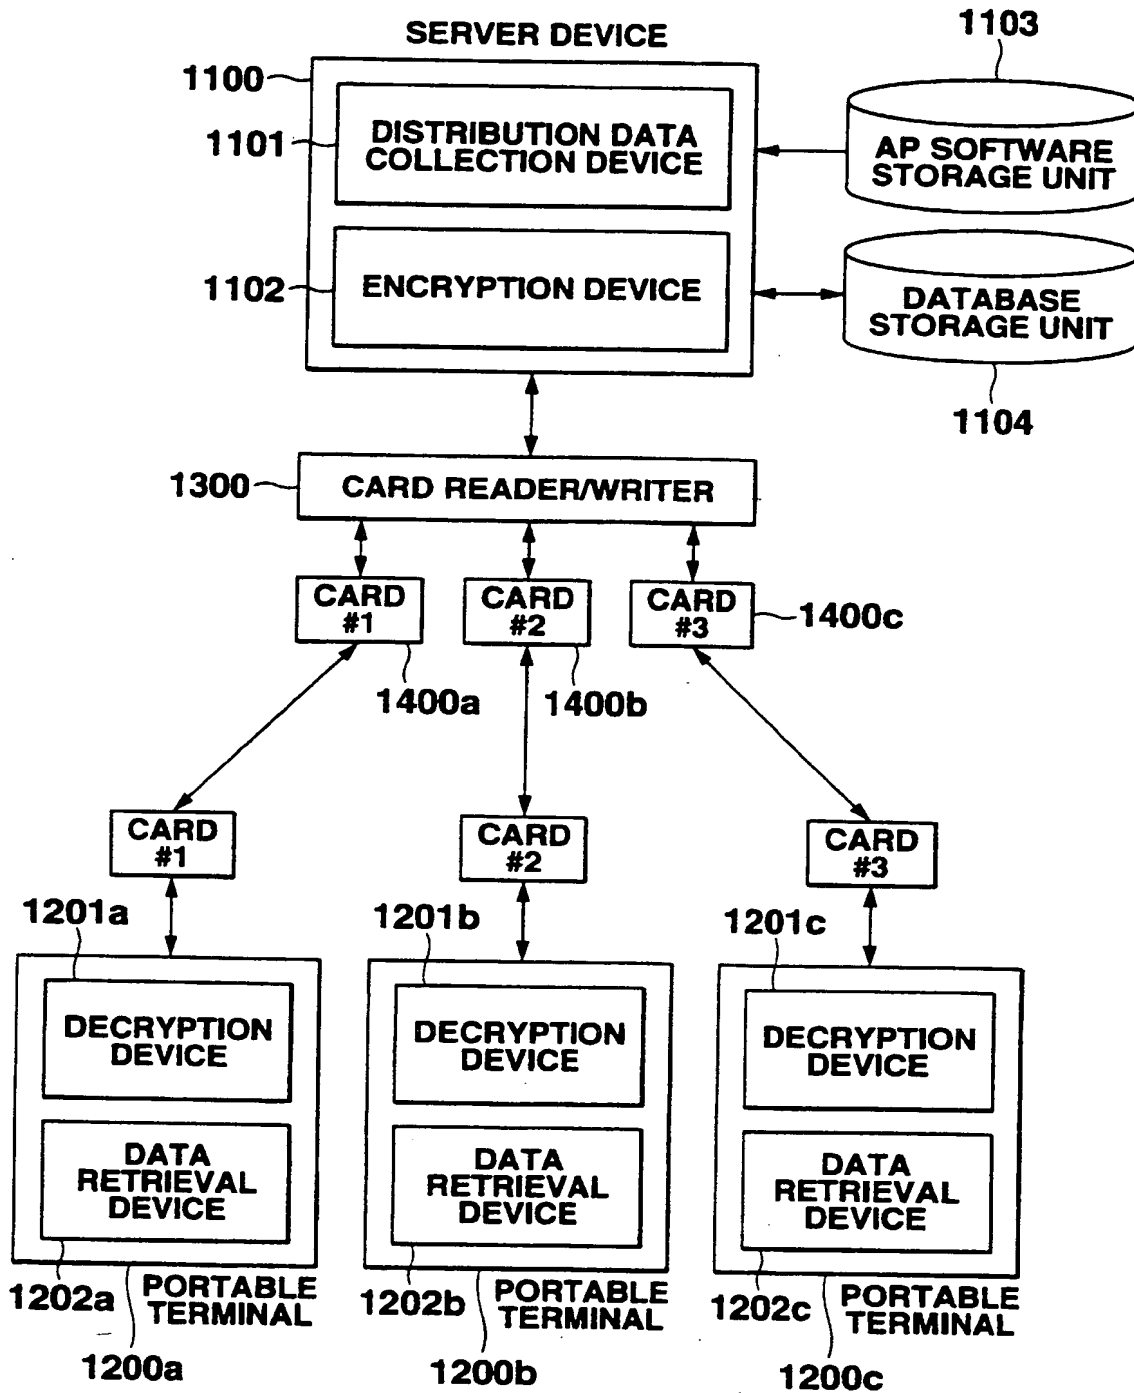 SERVER DEVICE
1103
1100
1101
DISTRIBUTION DATA
COLLECTION DEVICE
AP SOFTWARE
STORAGE UNIT
1102
ENCRYPTION DEVICE
DATABASE
STORAGE UNIT
1104
1300
CARD READER/WRITER
CARD
#1
CARD
#2
CARD
#3
1400c
1400a
1400b
CARD
#1
CARD
#2
CARD
#3
1201a
1201b
1201c
DECRYPTION
DEVICE
DECRYPTION
DEVICE
DECRYPTION
DEVICE
DATA
RETRIEVAL
DEVICE
DATA
RETRIEVAL
DEVICE
DATA
RETRIEVAL
DEVICE
1202a
PORTABLE
TERMINAL
1202b
PORTABLE
TERMINAL
1202c
PORTABLE
TERMINAL
1200a
1200b
1200c